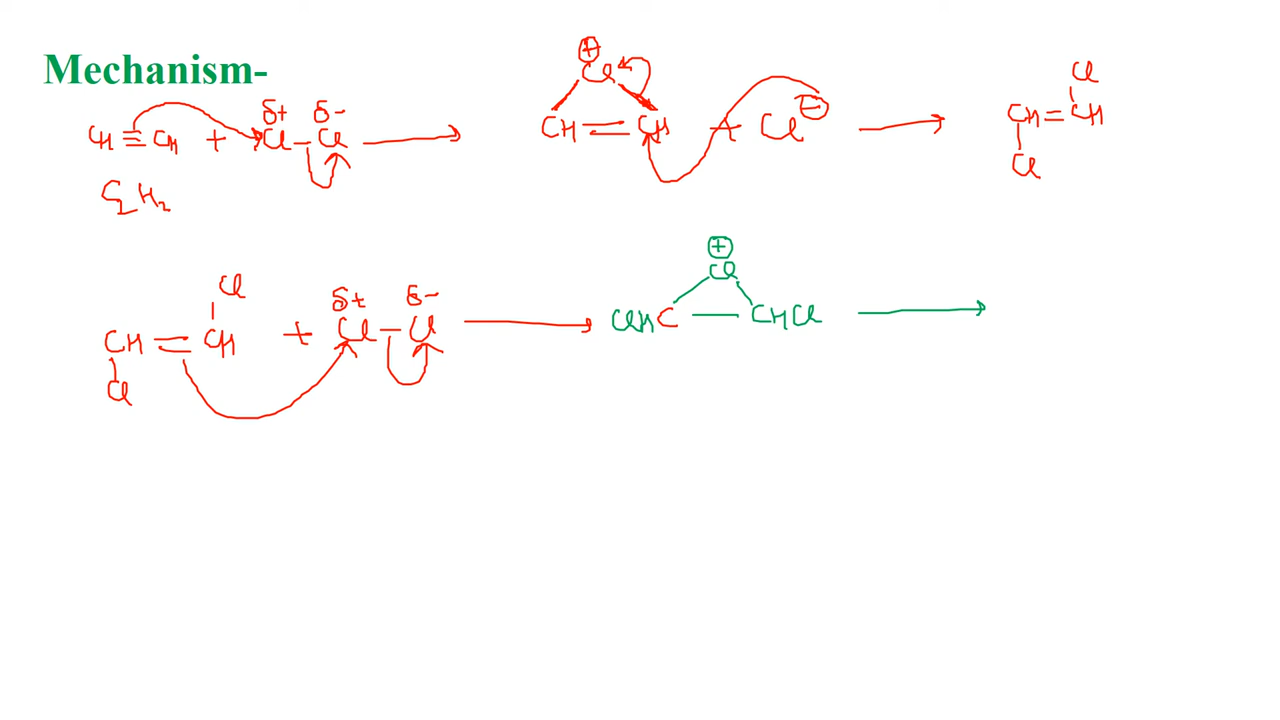 Mechanism-
CH ≡ CH + Cl δ+ – Cl δ- → Cl ⊕ CH = CH + Cl ⊖ → CH = CH Cl Cl
C2H2
CH = CH Cl Cl + Cl δ+ – Cl δ- → Cl ⊕ ClHC — CHCl →